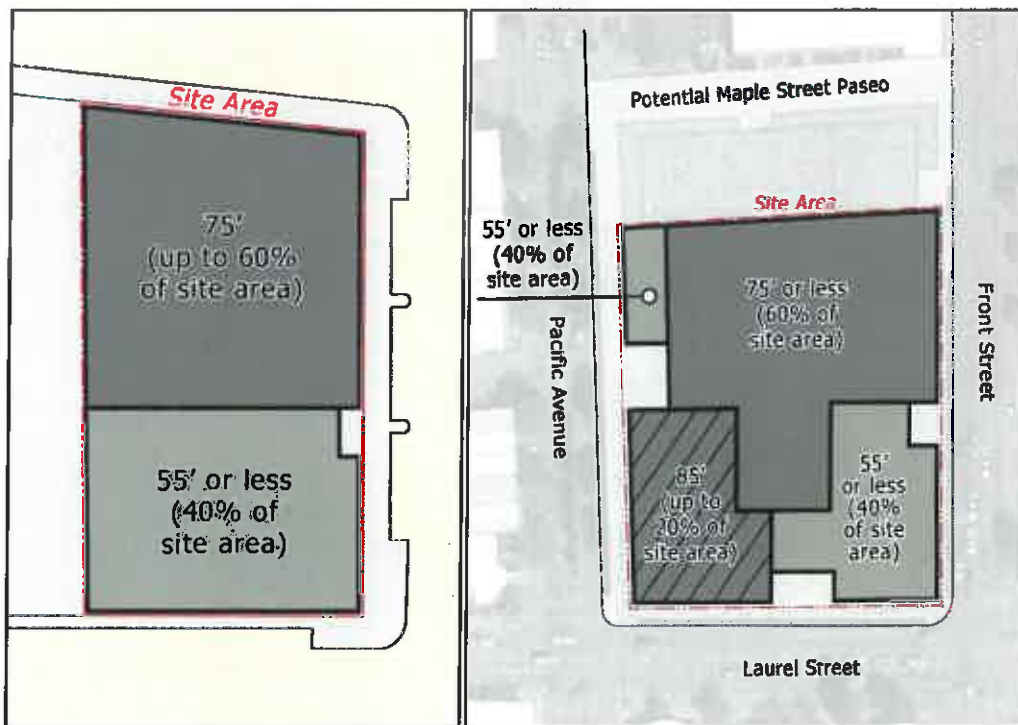 Site Area
75'
(up to 60%
of site area)
55' or less
(40% of
site area)
Potential Maple Street Paseo
Site Area
55' or less
(40% of
site area)
75' or less
(60% of
site area)
Pacific Avenue
Front Street
85'
(up to
20% of
site area)
55'
or less
(40%
of site
area)
Laurel Street